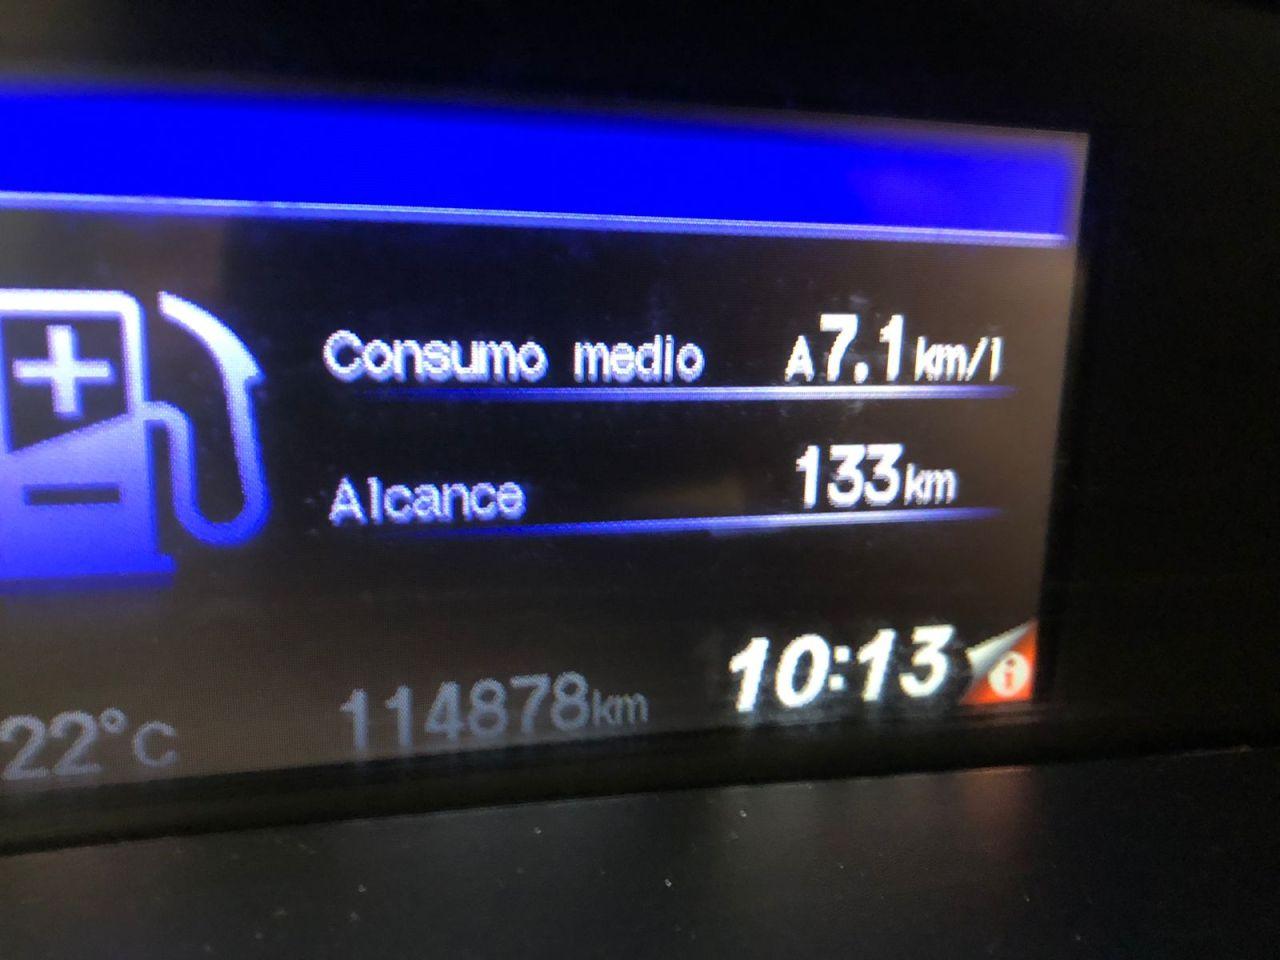 Consumo medio A7.1km/l
Alcance 133km
22°C 114878km 10:13